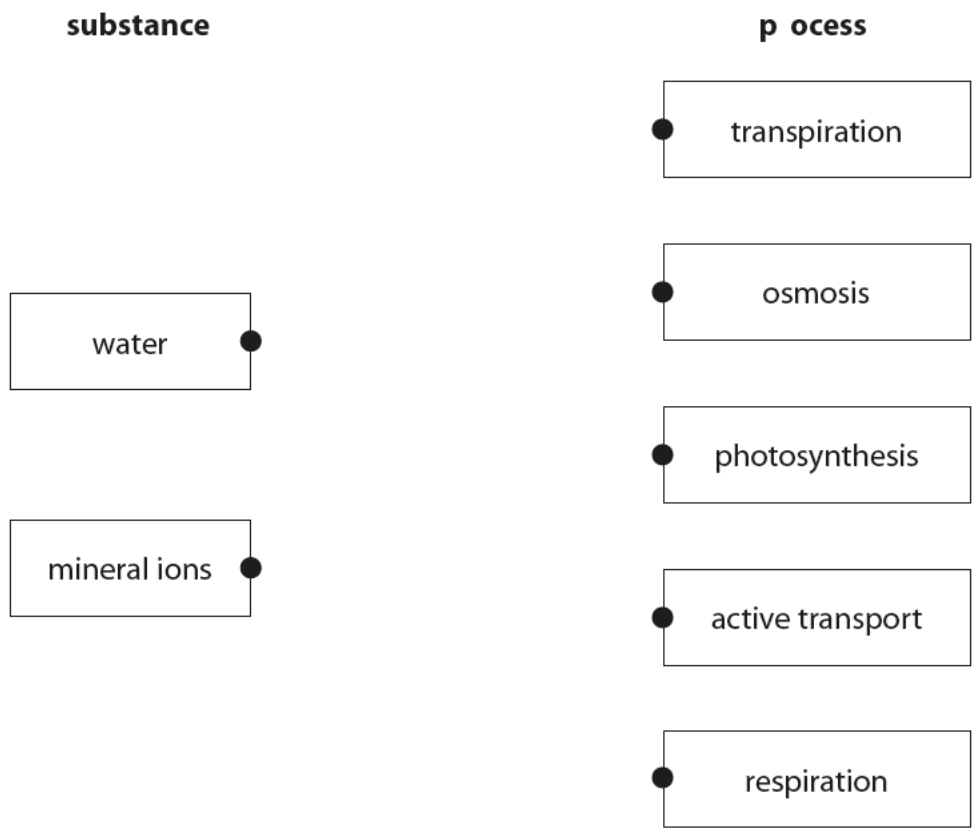 substance
p ocess
transpiration
osmosis
water
photosynthesis
mineral ions
active transport
respiration